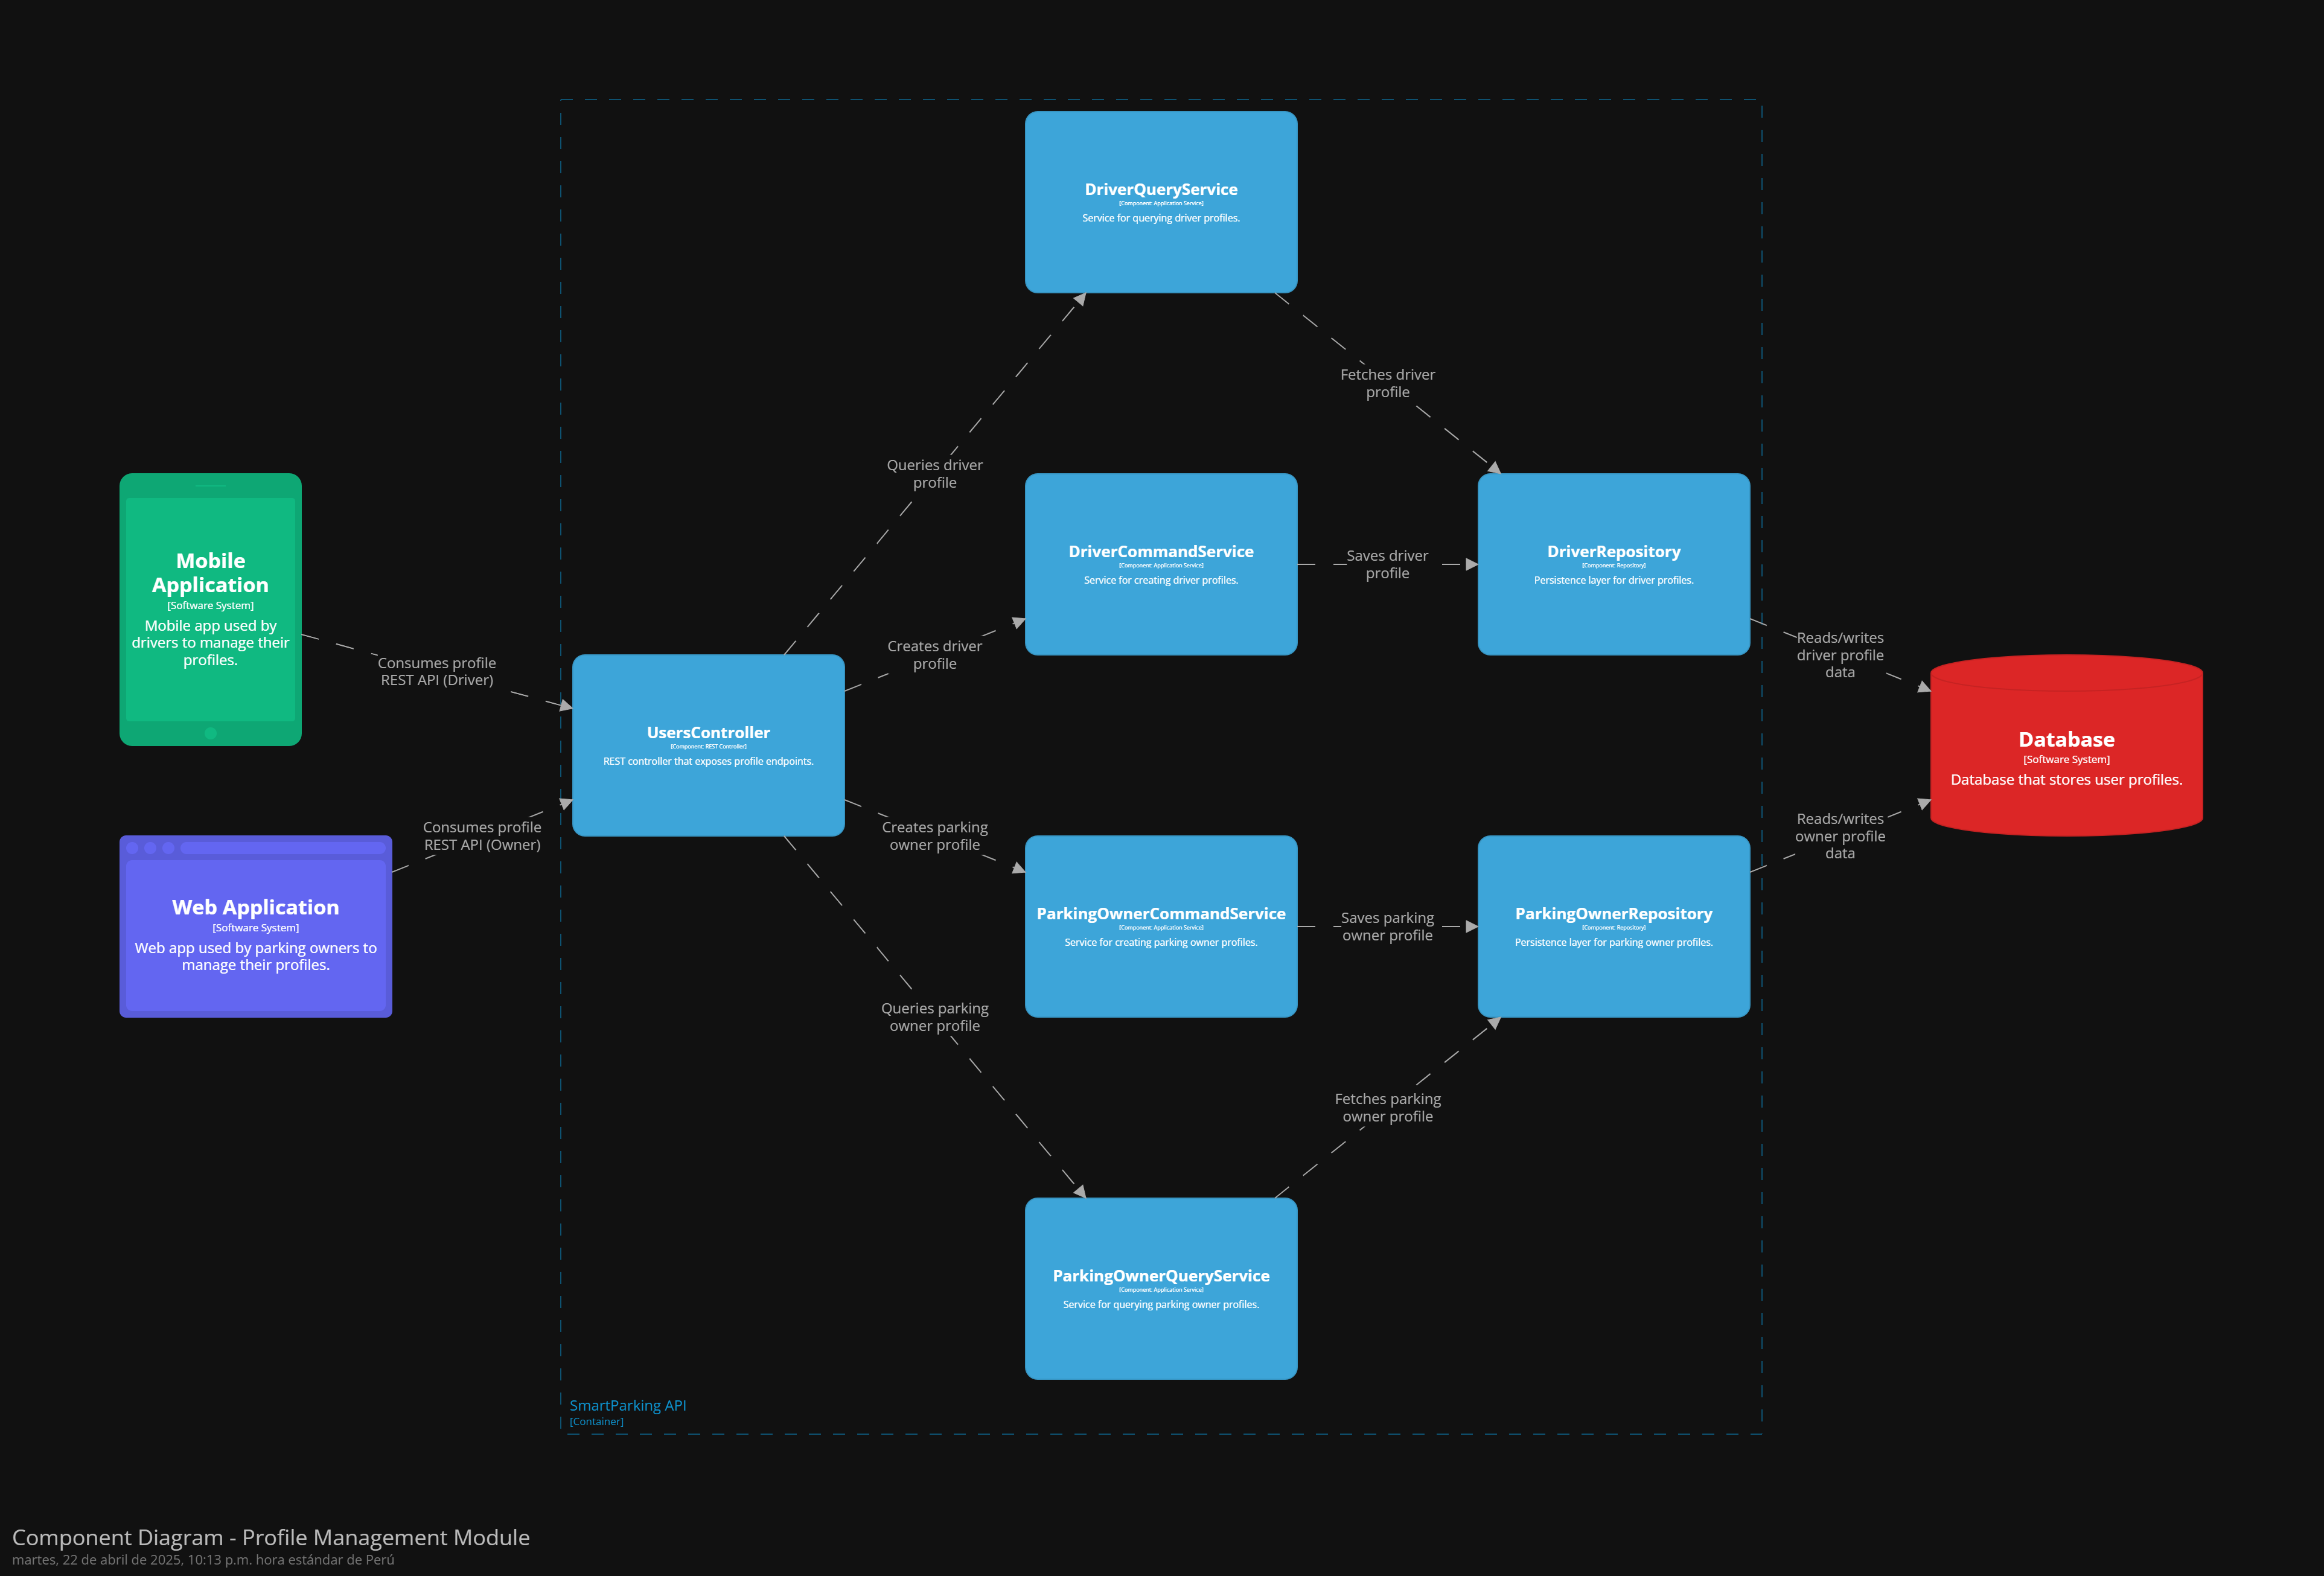 DriverQueryService
[Component: Application Service]
Service for querying driver profiles.
Fetches driver
profile
Queries driver
profile
Mobile
Application
[Software System]
Mobile app used by
drivers to manage their
profiles.
Consumes profile
REST API (Driver)
DriverCommandService
[Component: Application Service]
Service for creating driver profiles.
Saves driver
profile
DriverRepository
[Component: Repository]
Persistence layer for driver profiles.
Creates driver
profile
Reads/writes
driver profile
data
UsersController
[Component: REST Controller]
REST controller that exposes profile endpoints.
Database
[Software System]
Database that stores user profiles.
Consumes profile
REST API (Owner)
Creates parking
owner profile
Reads/writes
owner profile
data
Web Application
[Software System]
Web app used by parking owners to
manage their profiles.
ParkingOwnerCommandService
[Component: Application Service]
Service for creating parking owner profiles.
Saves parking
owner profile
ParkingOwnerRepository
[Component: Repository]
Persistence layer for parking owner profiles.
Queries parking
owner profile
Fetches parking
owner profile
ParkingOwnerQueryService
[Component: Application Service]
Service for querying parking owner profiles.
SmartParking API
[Container]
Component Diagram - Profile Management Module
martes, 22 de abril de 2025, 10:13 p.m. hora estándar de Perú